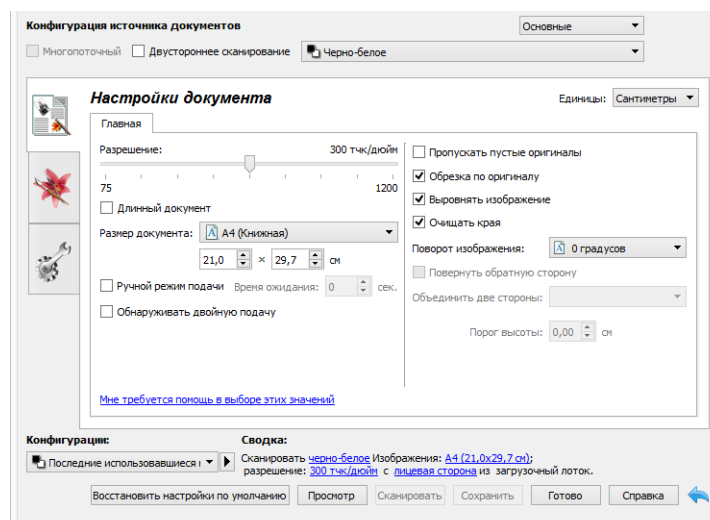 Конфигурация источника документов
Основные
Многопоточный
Двустороннее сканирование
Черно-белое
Настройки документа
Единицы: Сантиметры
Главная
Разрешение: 300 тчк/дюйм
75 1200
Длинный документ
Размер документа: A4 (Книжная)
21,0 × 29,7 см
Ручной режим подачи Время ожидания: 0 сек.
Обнаруживать двойную подачу
Мне требуется помощь в выборе этих значений
Пропускать пустые оригиналы
Обрезка по оригиналу
Выровнять изображение
Очищать края
Поворот изображения: 0 градусов
Повернуть обратную сторону
Объединить две стороны:
Порог высоты: 0,00 см
Конфигурации:
Последние использовавшиеся
Сводка:
Сканировать черно-белое Изображения: A4 (21,0x29,7 см);
разрешение: 300 тчк/дюйм с лицевая сторона из загрузочный лоток.
Восстановить настройки по умолчанию Просмотр Сканировать Сохранить Готово Справка